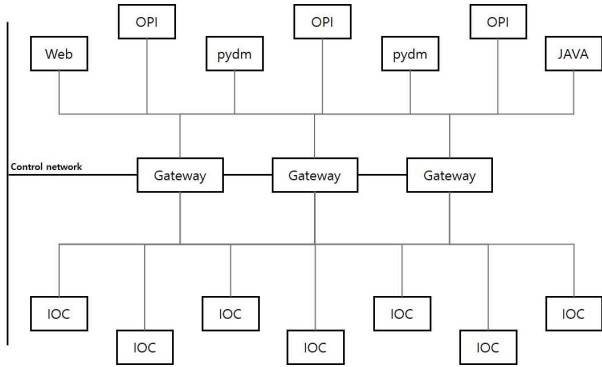 OPI
OPI
OPI
Web
pydm
pydm
JAVA
Control network
Gateway
Gateway
Gateway
IOC
IOC
IOC
IOC
IOC
IOC
IOC